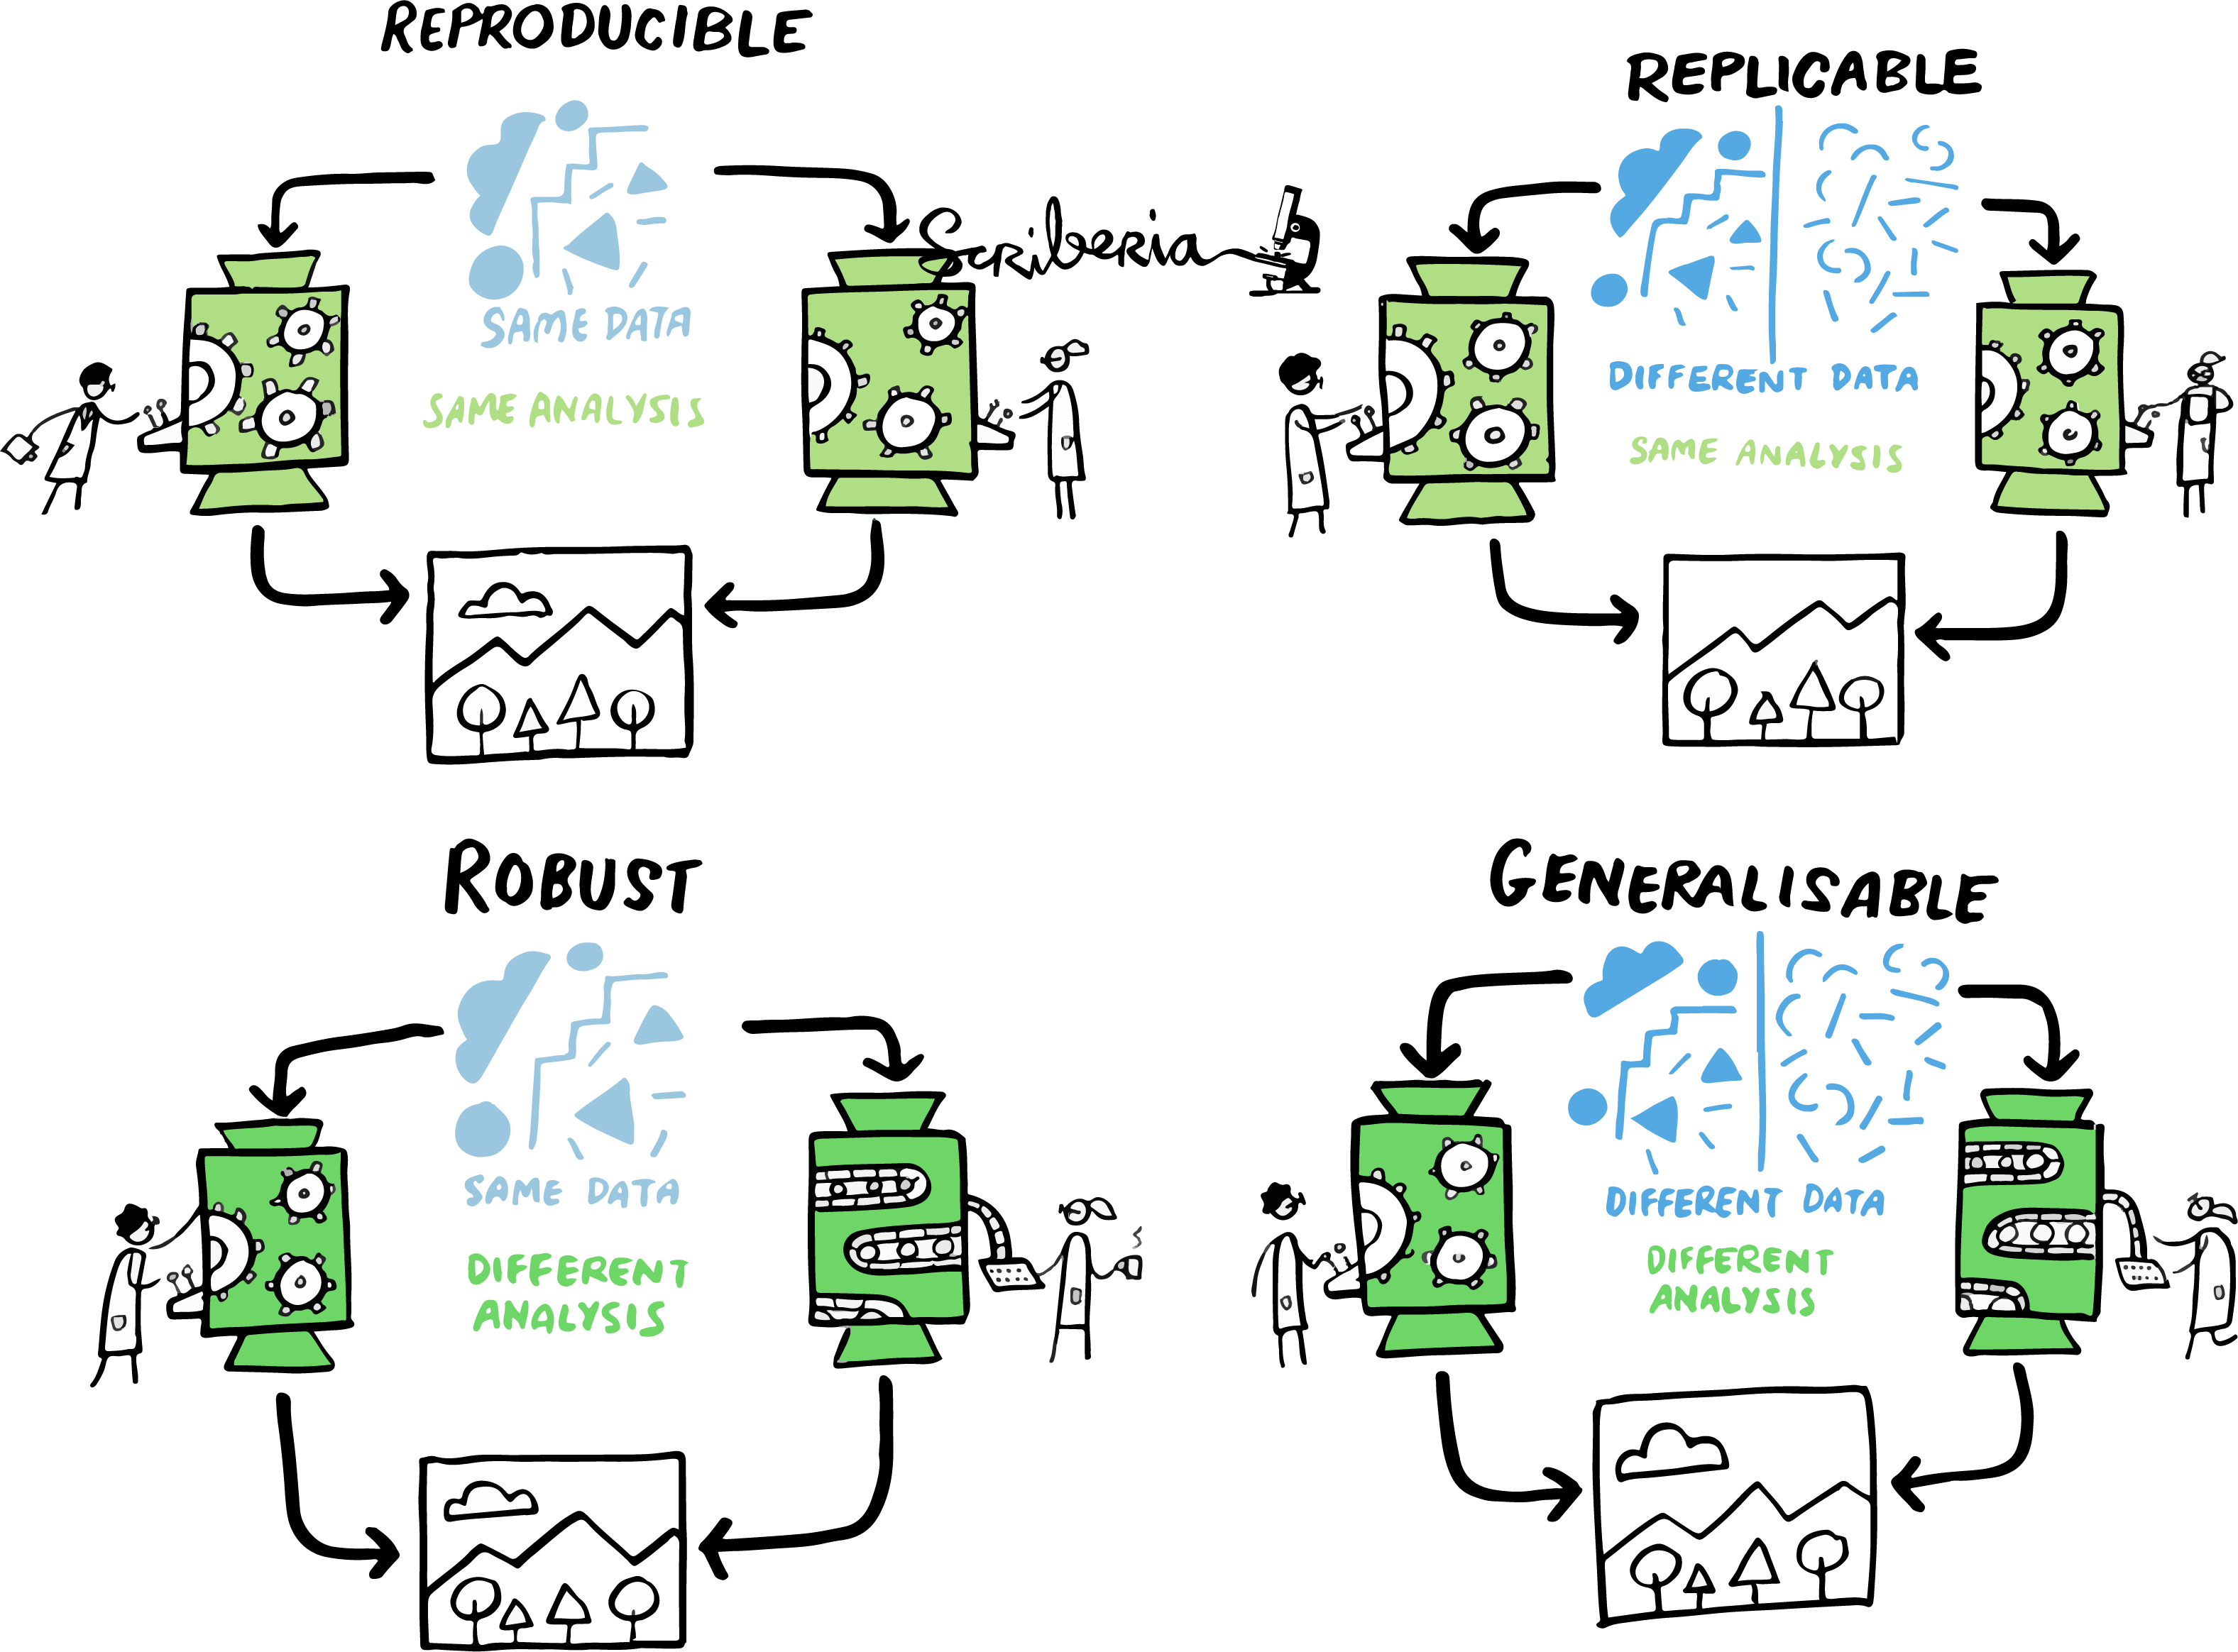 REPRODUCIBLE
SAME DATA
SAME ANALYSIS
Scriberia
REPLICABLE
DIFFERENT DATA
SAME ANALYSIS
ROBUST
SAME DATA
DIFFERENT
ANALYSIS
GENERALISABLE
DIFFERENT DATA
DIFFERENT
ANALYSIS